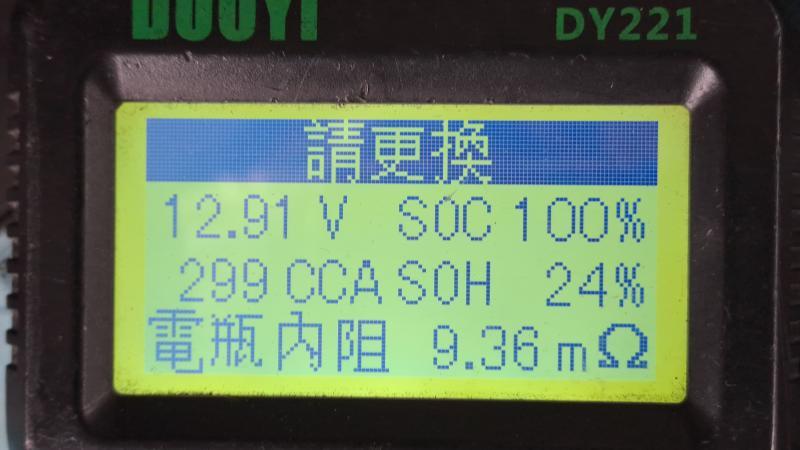 DUOYI
DY221
請更換
12.91 V SOC 100%
299 CCA SOH 24%
電瓶內阻 9.36 mΩ